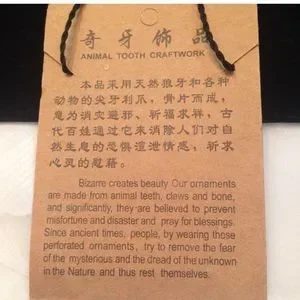 奇牙饰品
ANIMAL TOOTH CRAFTWORK
本品采用天然狼牙和各种
动物的尖牙利爪，骨片而成，
意为消灾避邪、祈福求祥，古
代百姓通过它来消除人们对自
然生息的恐惧渲泄情感，祈求
心灵的慰藉。
Bizarre creates beauty Our ornaments
are made from animal teeth, claws and bone,
and significantly, they are believed to prevent
misfortune and disaster and pray for blessings.
Since ancient times, people, by wearing those
perforated ornaments, try to remove the fear
of the mysterious and the dread of the unknown
in the Nature and thus rest themselves.